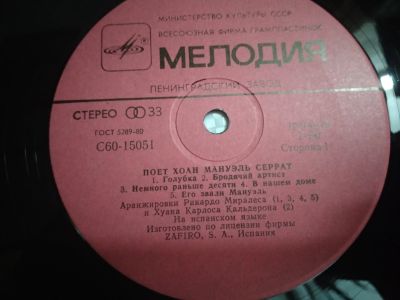 МИНИСТЕРСТВО КУЛЬТУРЫ СССР
ВСЕСОЮЗНАЯ ФИРМА ГРАМПЛАСТИНОК
МЕЛОДИЯ
ЛЕНИНГРАДСКИЙ ЗАВОД
СТЕРЕО 33
ГОСТ 5289-80
С60-15051
Сторона 1
ПОЕТ ХОАН МАНУЭЛЬ СЕРРАТ
1. Голубка 2. Бродячий артист
3. Немного раньше десяти 4. В нашем доме
5. Его звали Мануэль
Аранжировки Рикардо Миралеса (1, 3, 4, 5)
и Хуана Карлоса Кальдерона (2)
На испанском языке
Изготовлено по лицензии фирмы
ZAFIRO, S. A., Испания